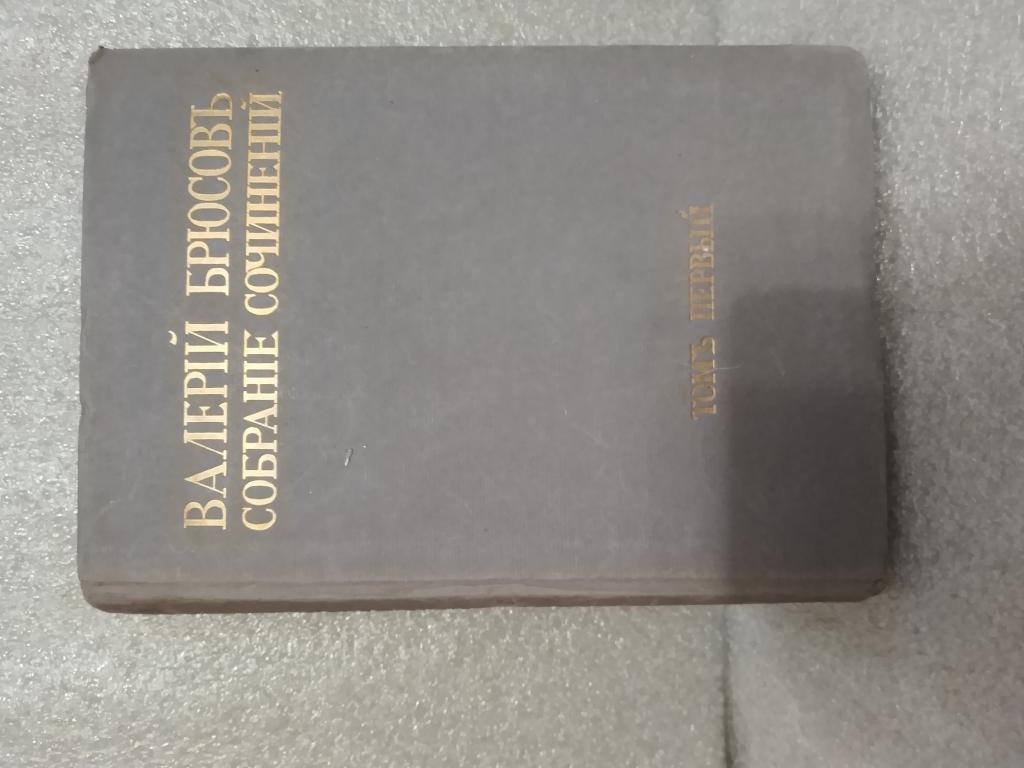 ВАЛЕРІЙ БРЮСОВЪ
СОБРАНІЕ СОЧИНЕНІЙ
ТОМЪ ПЕРВЫЙ